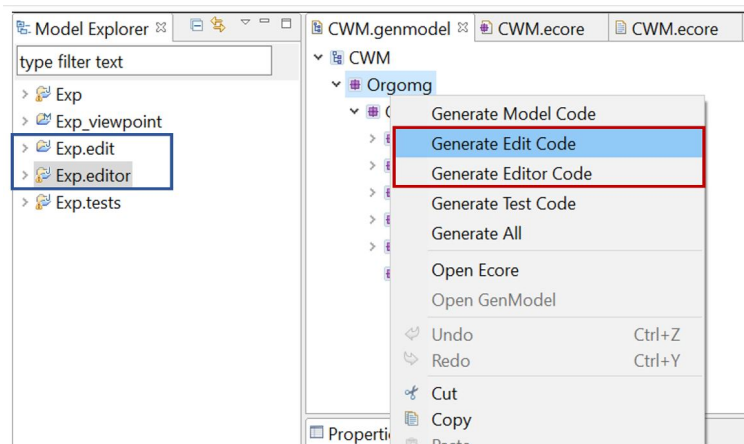 Model Explorer
type filter text
Exp
Exp_viewpoint
Exp.edit
Exp.editor
Exp.tests
CWM.genmodel
CWM.ecore
CWM.ecore
CWM
Orgomg
Generate Model Code
Generate Edit Code
Generate Editor Code
Generate Test Code
Generate All
Open Ecore
Open GenModel
Undo Ctrl+Z
Redo Ctrl+Y
Cut
Copy